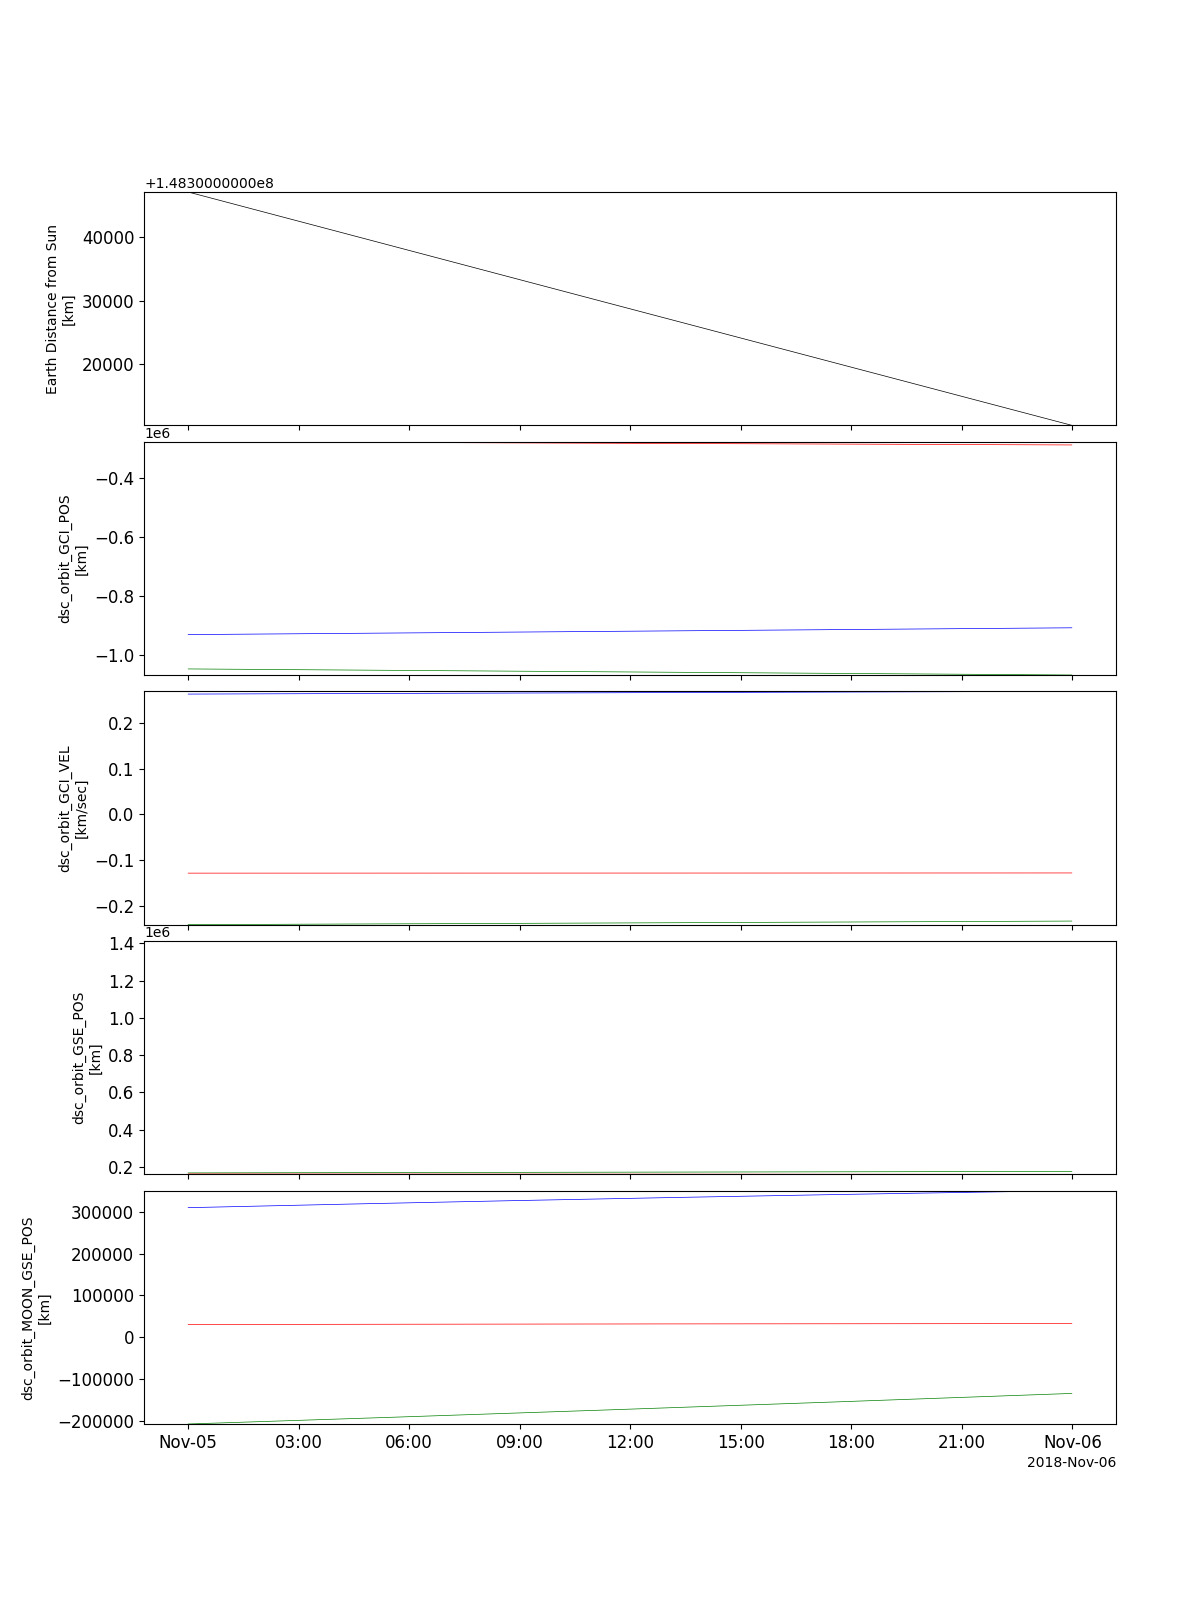 +1.4830000000e8
Earth Distance from Sun
[km]
40000
30000
20000
1e6
dsc_orbit_GCI_POS
[km]
−0.4
−0.6
−0.8
−1.0
dsc_orbit_GCI_VEL
[km/sec]
0.2
0.1
0.0
−0.1
−0.2
1e6
dsc_orbit_GSE_POS
[km]
1.4
1.2
1.0
0.8
0.6
0.4
0.2
dsc_orbit_MOON_GSE_POS
[km]
300000
200000
100000
0
−100000
−200000
Nov-05 03:00 06:00 09:00 12:00 15:00 18:00 21:00 Nov-06
2018-Nov-06